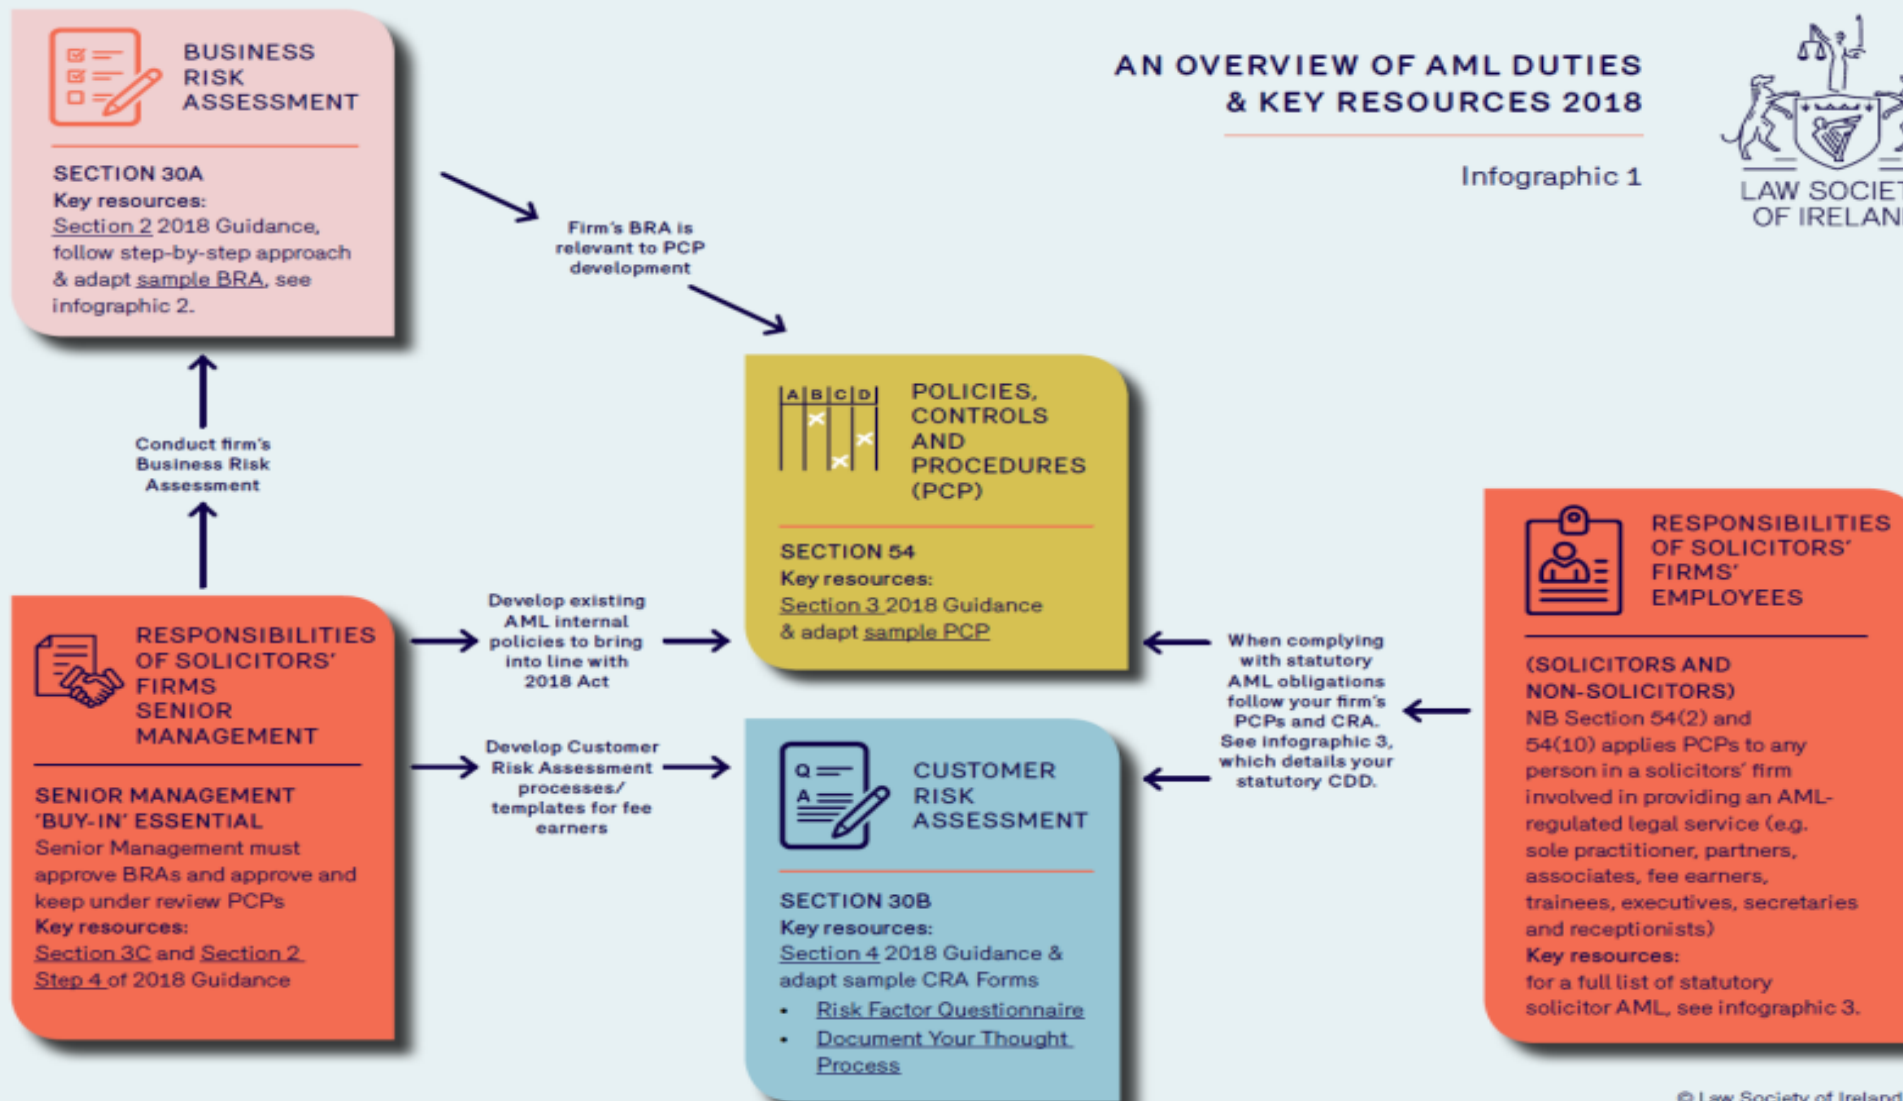 BUSINESS
RISK
ASSESSMENT
SECTION 30A
Key resources:
Section 2 2018 Guidance,
follow step-by-step approach
& adapt sample BRA, see
infographic 2.
AN OVERVIEW OF AML DUTIES
& KEY RESOURCES 2018
Infographic 1
LAW
OF
Firm's BRA is
relevant to PCP
development
Conduct firm's
Business Risk
Assessment
A B C D
POLICIES,
CONTROLS
AND
PROCEDURES
(PCP)
SECTION 54
Key resources:
Section 3 2018 Guidance
& adapt sample PCP
RESPONSIBILITIES
OF SOLICITORS'
FIRMS
SENIOR
MANAGEMENT
SENIOR MANAGEMENT
'BUY-IN' ESSENTIAL
Senior Management must
approve BRAs and approve and
keep under review PCPs
Key resources:
Section 3C and Section 2
Step 4 of 2018 Guidance
Develop existing
AML internal
policies to bring
into line with
2018 Act
Develop Customer
Risk Assessment
processes/
templates for fee
earners
Q
A
CUSTOMER
RISK
ASSESSMENT
SECTION 30B
Key resources:
Section 4 2018 Guidance &
adapt sample CRA Forms
• Risk Factor Questionnaire
• Document Your Thought
Process
When complying
with statutory
AML obligations
follow your firm's
PCPs and CRA.
See infographic 3,
which details your
statutory CDD.
RESPONSIBILITIES
OF SOLICITORS'
FIRMS'
EMPLOYEES
(SOLICITORS AND
NON-SOLICITORS)
NB Section 54(2) and
54(10) applies PCPs to any
person in a solicitors' firm
involved in providing an AML-
regulated legal service (e.g.
sole practitioner, partners,
associates, fee earners,
trainees, executives, secretaries
and receptionists)
Key resources:
for a full list of statutory
solicitor AML, see infographic 3.
© Law Society of Ireland